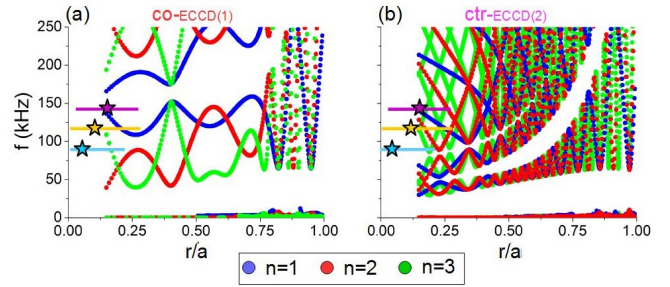 (a) co-ECCD(1)
(b) ctr-ECCD(2)
f (kHz)
250
200
150
100
50
0
0.00 0.25 0.50 0.75 1.00
r/a
0.00 0.25 0.50 0.75 1.00
r/a
n=1 n=2 n=3